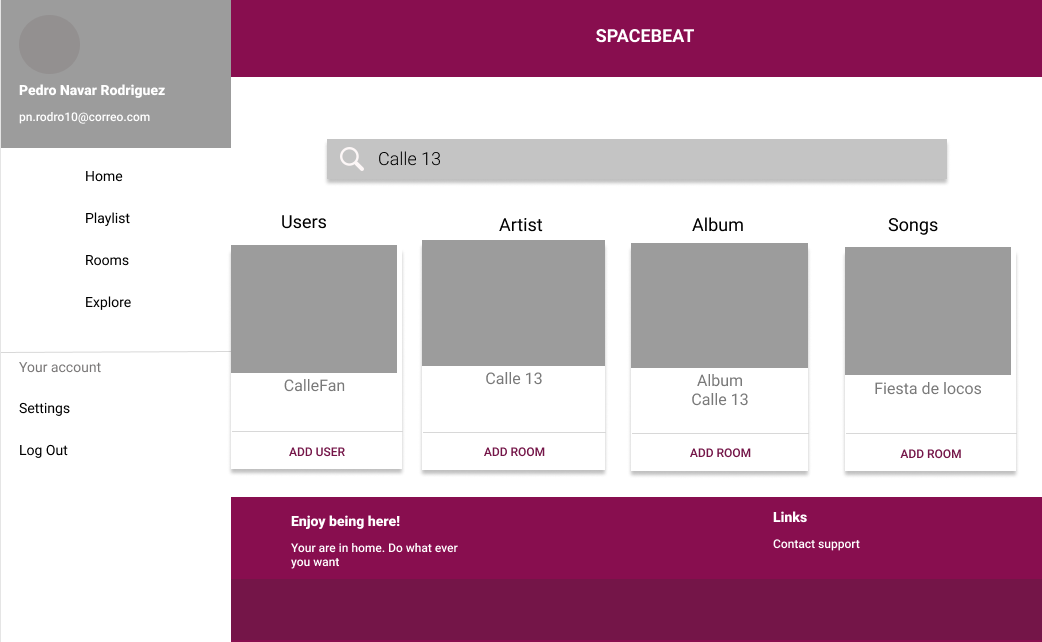 Pedro Navar Rodriguez
pn.rodro10@correo.com
Home
Playlist
Rooms
Explore
Your account
Settings
Log Out
SPACEBEAT
Calle 13
Users
CalleFan
ADD USER
Artist
Calle 13
ADD ROOM
Album
Album
Calle 13
ADD ROOM
Songs
Fiesta de locos
ADD ROOM
Enjoy being here!
Your are in home. Do what ever
you want
Links
Contact support